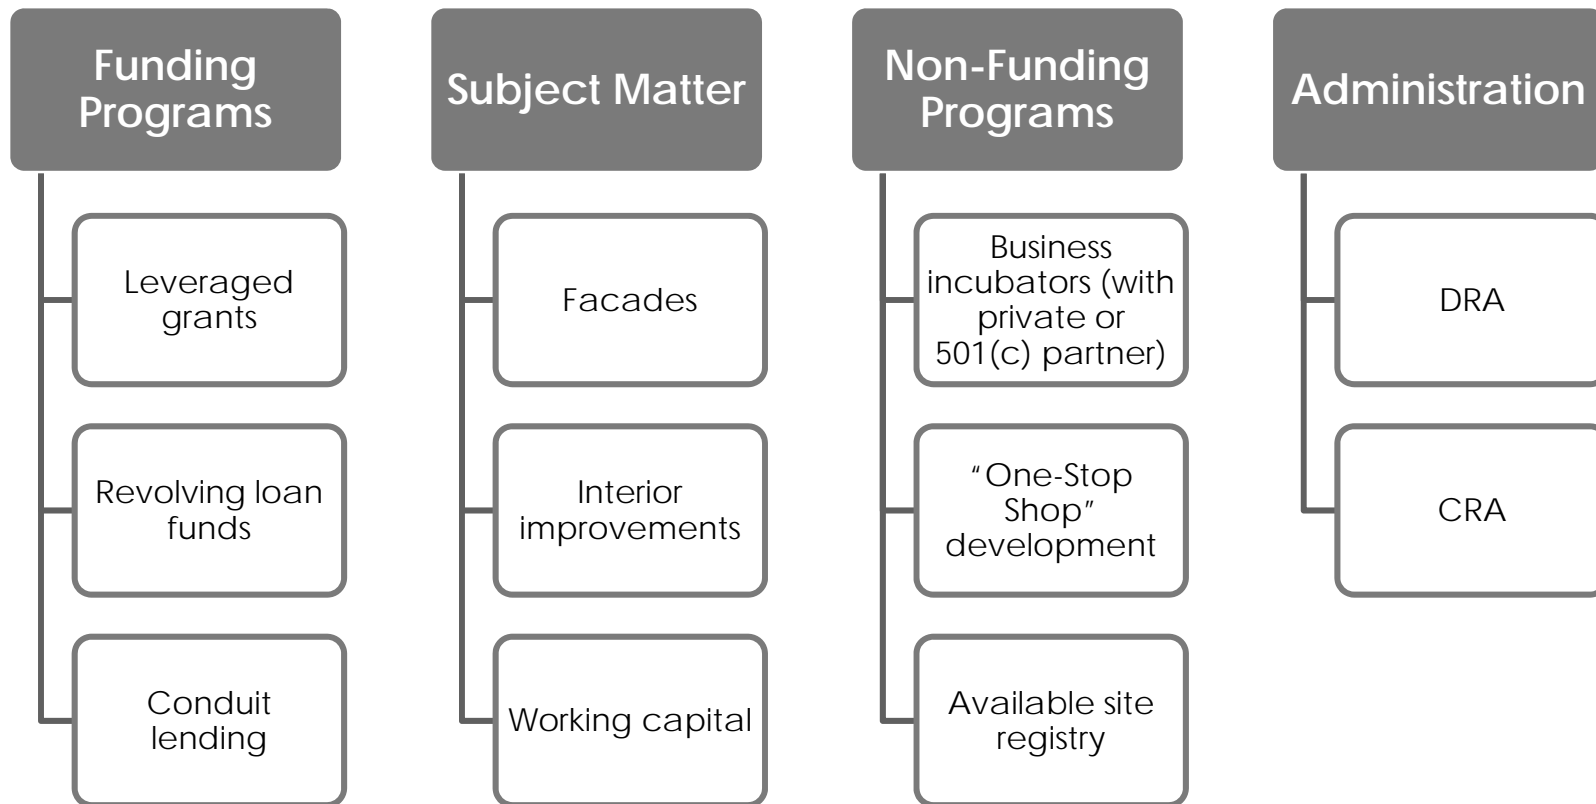 Funding
Programs
Leveraged
grants
Revolving loan
funds
Conduit
lending
Subject Matter
Facades
Interior
improvements
Working capital
Non-Funding
Programs
Business
incubators (with
private or
501(c) partner)
“One-Stop
Shop”
development
Available site
registry
Administration
DRA
CRA